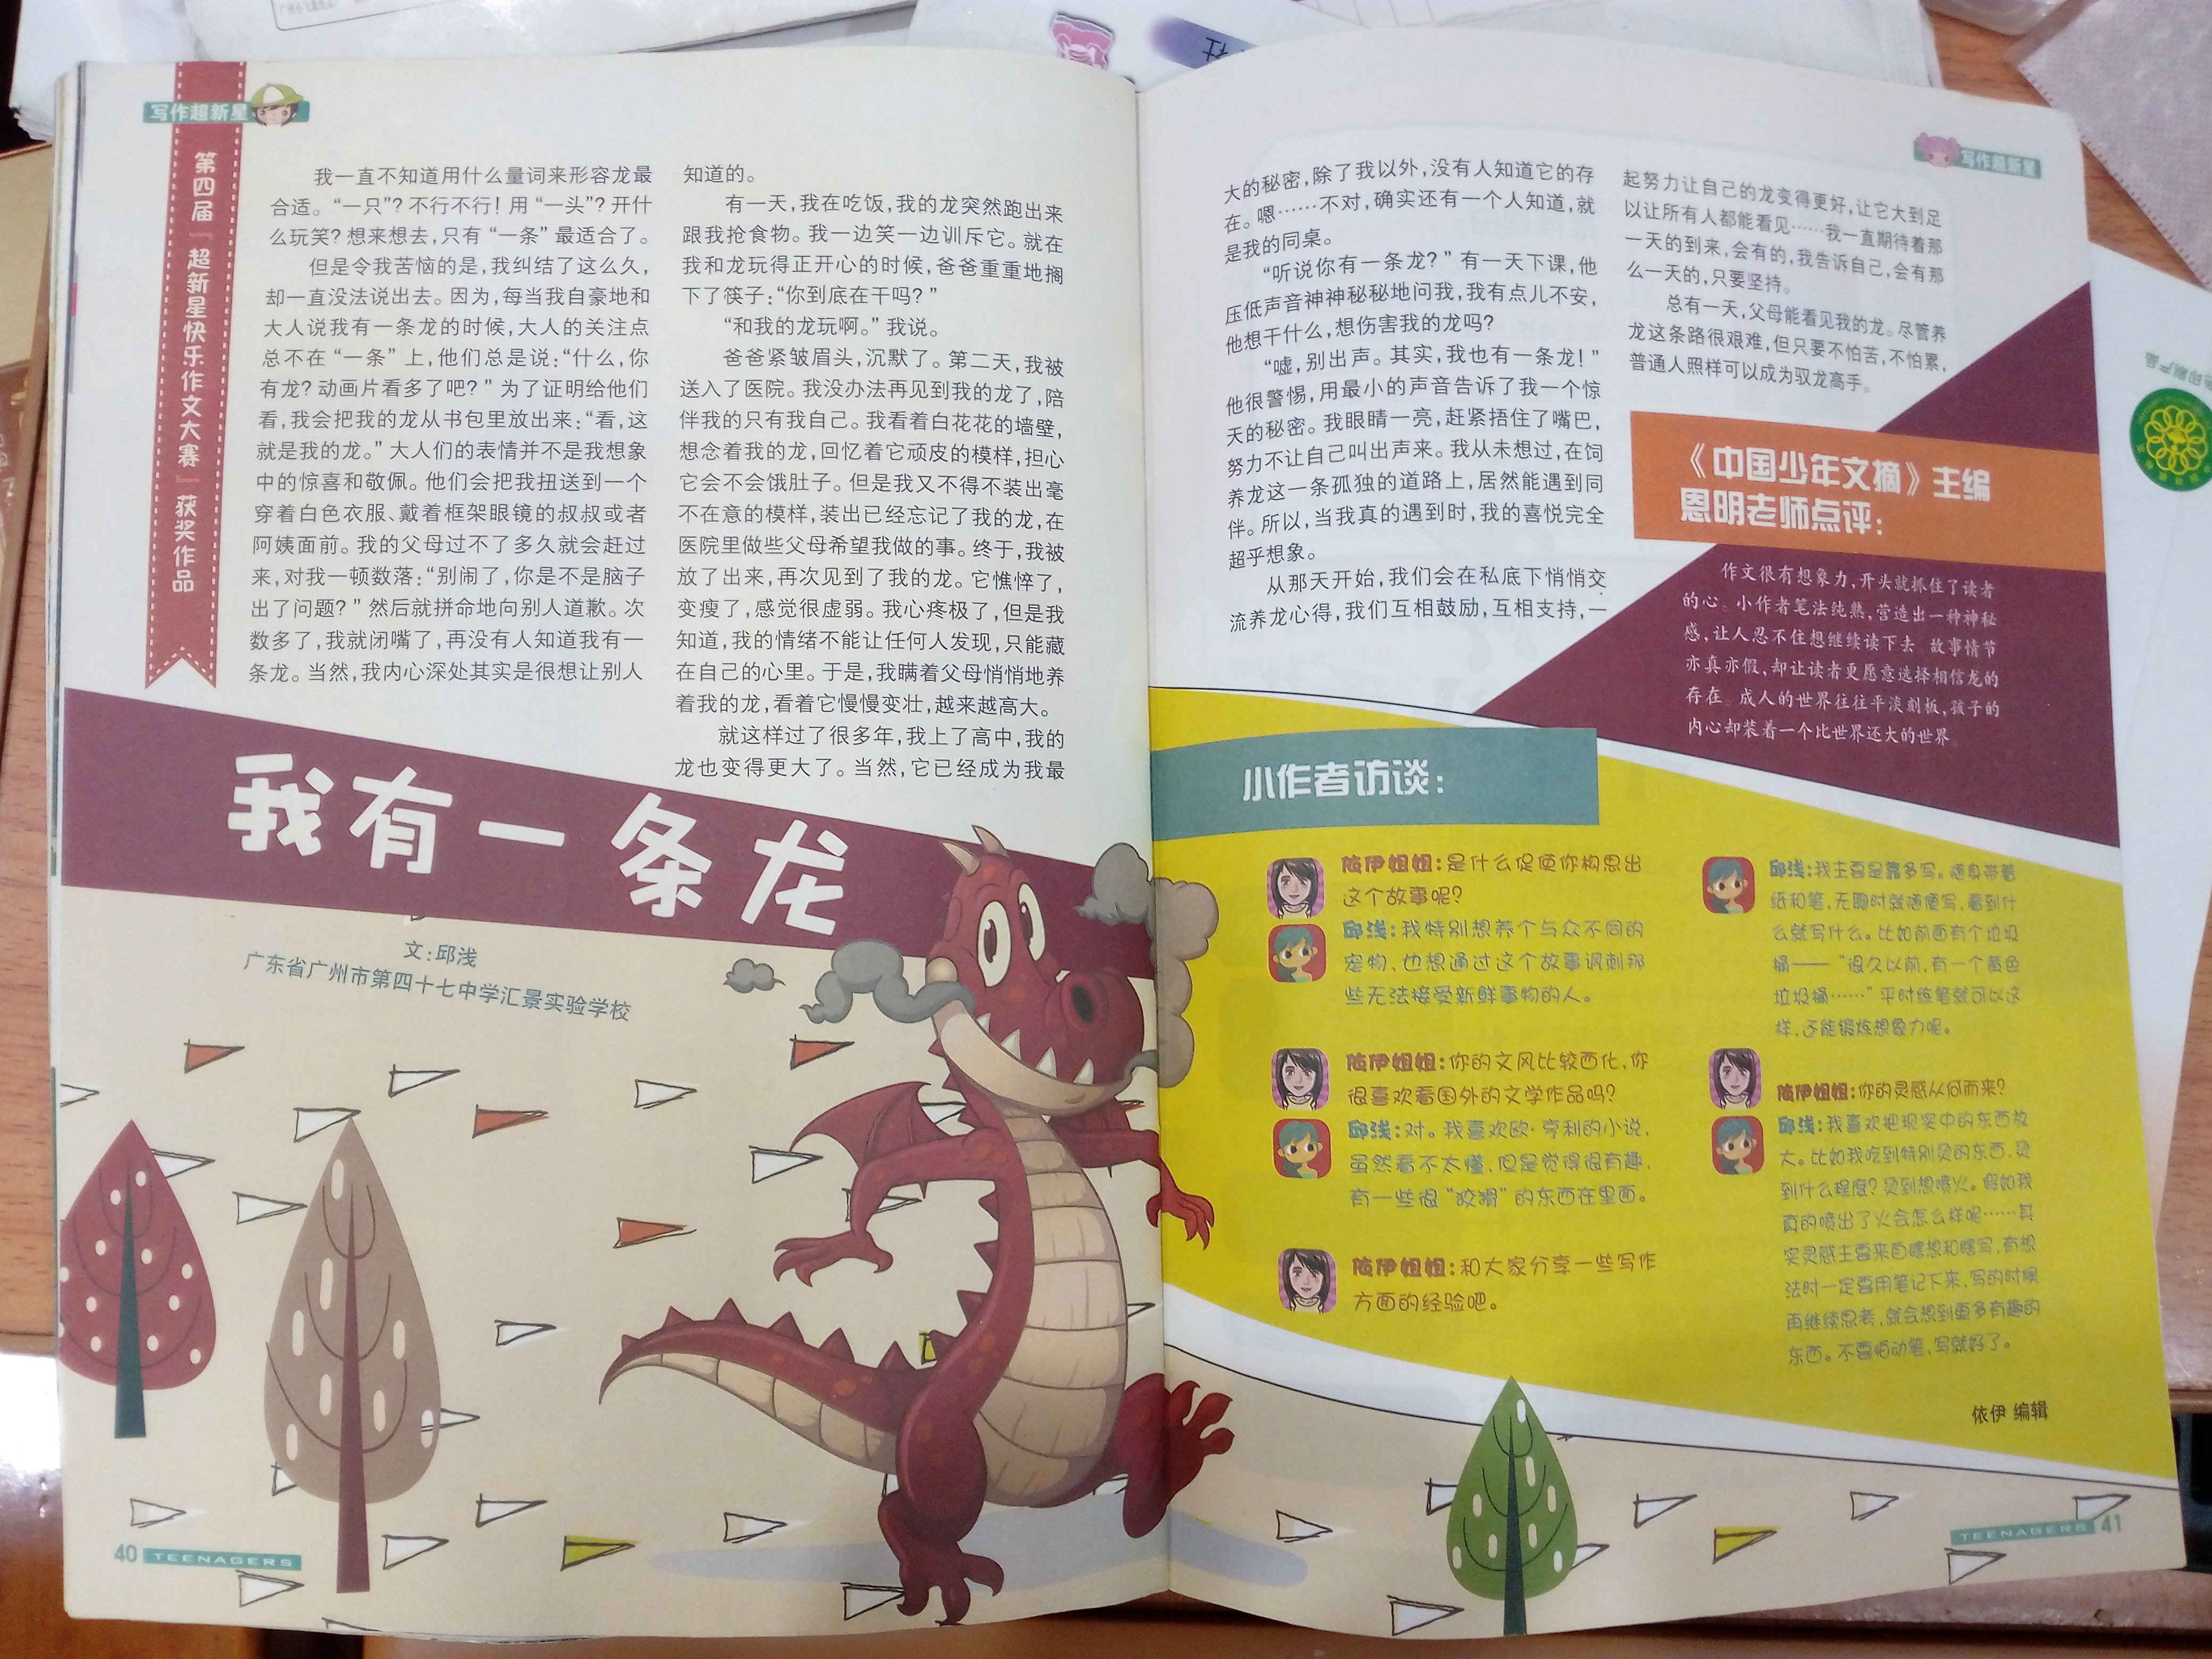 写作超新星
第四届“超新星快乐作文大赛”获奖作品
我一直不知道用什么量词来形容龙最
合适。“一只”？不行不行！用“一头”？开什
么玩笑？想来想去，只有“一条”最适合了。
但是令我苦恼的是，我纠结了这么久，
却一直没法说出去。因为，每当我自豪地和
大人说我有一条龙的时候，大人的关注点
总不在“一条”上，他们总是说：“什么，你
有龙？动画片看多了吧？”为了证明给他们
看，我会把我的龙从书包里放出来：“看，这
就是我的龙。”大人们的表情并不是我想象
中的惊喜和敬佩。他们会把我扭送到一个
穿着白色衣服、戴着框架眼镜的叔叔或者
阿姨面前。我的父母过不了多久就会赶过
来，对我一顿数落：“别闹了，你是不是脑子
出了问题？”然后就拼命地向别人道歉。次
数多了，我就闭嘴了，再没有人知道我有一
条龙。当然，我内心深处其实是很想让别人
知道的。
有一天，我在吃饭，我的龙突然跑出来
跟我抢食物。我一边笑一边训斥它。就在
我和龙玩得正开心的时候，爸爸重重地搁
下了筷子：“你到底在干吗？”
“和我的龙玩啊。”我说。
爸爸紧皱眉头，沉默了。第二天，我被
送入了医院。我没办法再见到我的龙了，陪
伴我的只有我自己。我看着白花花的墙壁，
想念着我的龙，回忆着它顽皮的模样，担心
它会不会饿肚子。但是我又不得不装出毫
不在意的模样，装出已经忘记了我的龙，在
医院里做些父母希望我做的事。终于，我被
放了出来，再次见到了我的龙。它憔悴了，
变瘦了，感觉很虚弱。我心疼极了，但是我
知道，我的情绪不能让任何人发现，只能藏
在自己的心里。于是，我瞒着父母悄悄地养
着我的龙，看着它慢慢变壮，越来越高大。
就这样过了很多年，我上了高中，我的
龙也变得更大了。当然，它已经成为我最
我有一条龙
文：邱浅
广东省广州市第四十七中学汇景实验学校
40 TEENAGERS
写作超新星
大的秘密，除了我以外，没有人知道它的存
在。嗯……不对，确实还有一个人知道，就
是我的同桌。
“听说你有一条龙？”有一天下课，他
压低声音神神秘秘地问我，我有点儿不安，
他想干什么，想伤害我的龙吗？
“嘘，别出声。其实，我也有一条龙！”
他很警惕，用最小的声音告诉了我一个惊
天的秘密。我眼睛一亮，赶紧捂住了嘴巴，
努力不让自己叫出声来。我从未想过，在饲
养龙这一条孤独的道路上，居然能遇到同
伴。所以，当我真的遇到时，我的喜悦完全
超乎想象。
从那天开始，我们会在私底下悄悄交
流养龙心得，我们互相鼓励，互相支持，一
起努力让自己的龙变得更好，让它大到足
以让所有人都能看见……我一直期待着那
一天的到来，会有的，我告诉自己，会有那
么一天的，只要坚持。
总有一天，父母能看见我的龙。尽管养
龙这条路很艰难，但只要不怕苦，不怕累，
普通人照样可以成为驭龙高手。
《中国少年文摘》主编
恩明老师点评：
作文很有想象力，开头就抓住了读者
的心。小作者笔法纯熟，营造出一种神秘
感，让人忍不住想继续读下去。故事情节
亦真亦假，却让读者更愿意选择相信龙的
存在。成人的世界往往平淡刻板，孩子的
内心却装着一个比世界还大的世界。
小作者访谈：
依伊姐姐：是什么促使你构思出
这个故事呢？
邱浅：我特别想养个与众不同的
宠物，也想通过这个故事讽刺那
些无法接受新鲜事物的人。
依伊姐姐：你的文风比较西化，你
很喜欢看国外的文学作品吗？
邱浅：对。我喜欢欧·亨利的小说，
虽然看不太懂，但是觉得很有趣，
有一些很“狡猾”的东西在里面。
依伊姐姐：和大家分享一些写作
方面的经验吧。
邱浅：我主要是靠多写。随身带着
纸和笔，无聊时就随便写，看到什
么就写什么。比如前面有个垃圾
桶——“很久以前，有一个黄色
垃圾桶……”平时练笔就可以这
样，还能锻炼想象力呢。
依伊姐姐：你的灵感从何而来？
邱浅：我喜欢把现实中的东西放
大。比如我吃到特别烫的东西，烫
到什么程度？烫到想喷火。假如我
真的喷出了火会怎么样呢……其
实灵感主要来自瞎想和瞎写，有想
法时一定要用笔记下来，写的时候
再继续思考，就会想到更多有趣的
东西。不要怕动笔，写就好了。
依伊 编辑
TEENAGERS 41